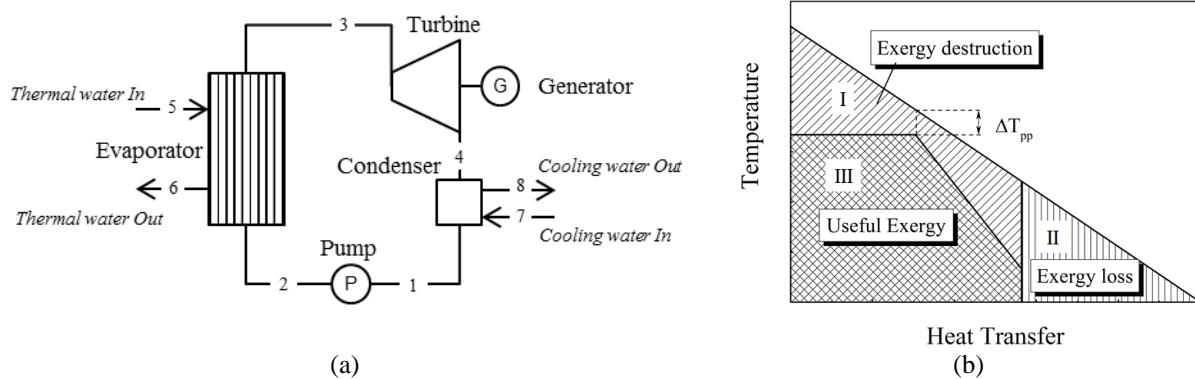 3
Turbine
Thermal water In
5
G
Generator
Evaporator
Condenser
4
8
Cooling water Out
6
7
Thermal water Out
Cooling water In
Pump
2
P
1
(a)
Exergy destruction
I
ΔTpp
Temperature
III
Useful Exergy
II
Exergy loss
Heat Transfer
(b)